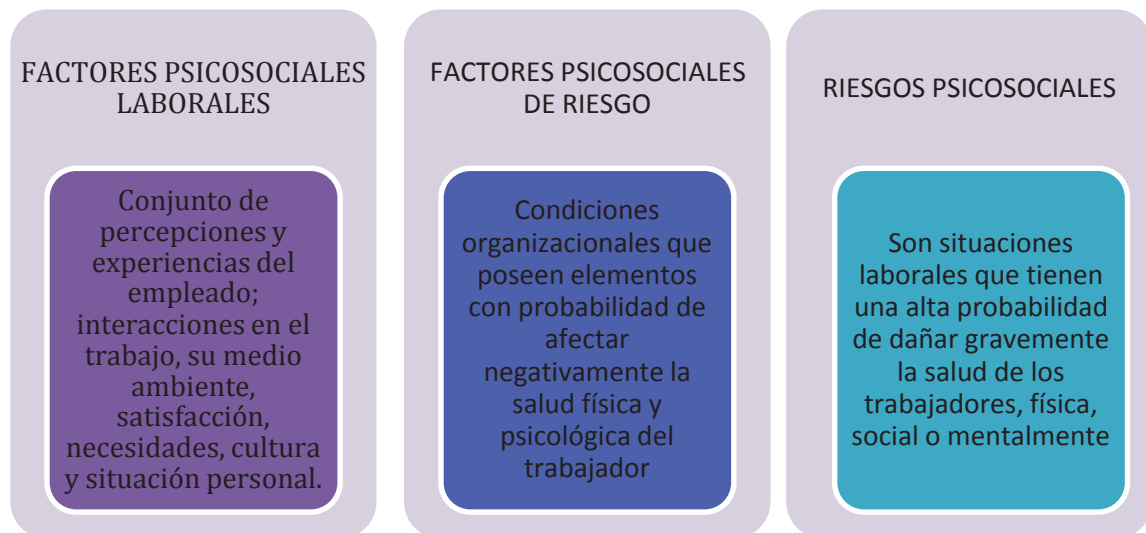 FACTORES PSICOSOCIALES
LABORALES
Conjunto de
percepciones y
experiencias del
empleado;
interacciones en el
trabajo, su medio
ambiente,
satisfacción,
necesidades, cultura
y situación personal.
FACTORES PSICOSOCIALES
DE RIESGO
Condiciones
organizacionales que
poseen elementos
con probabilidad de
afectar
negativamente la
salud física y
psicológica del
trabajador
RIESGOS PSICOSOCIALES
Son situaciones
laborales que tienen
una alta probabilidad
de dañar gravemente
la salud de los
trabajadores, física,
social o mentalmente